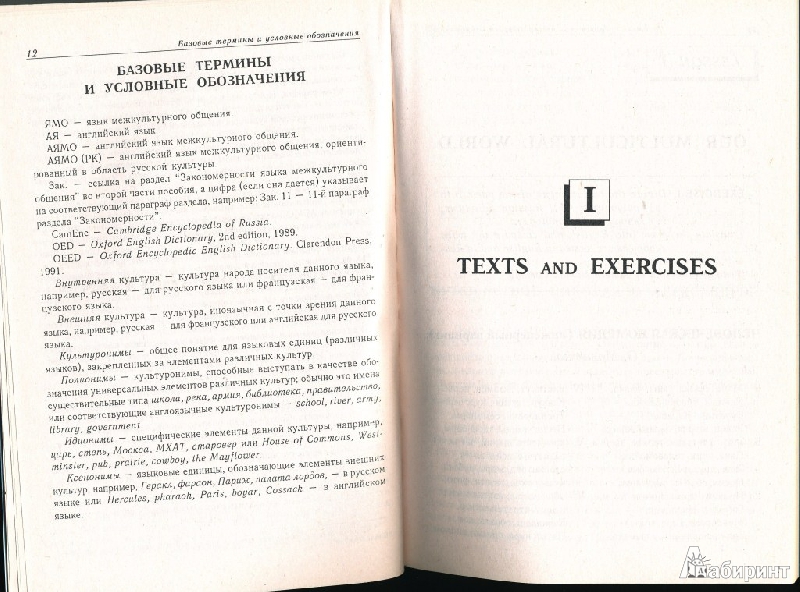 12
Базовые термины и условные обозначения
БАЗОВЫЕ ТЕРМИНЫ
И УСЛОВНЫЕ ОБОЗНАЧЕНИЯ
ЯМО — язык межкультурного общения
АЯ — английский язык
АЯМО — английский язык межкультурного общения.
АЯМО (РК) — английский язык межкультурного общения, ориенти-
рованный в область русской культуры
Зак. — ссылка на раздел "Закономерности языка межкультурного
общения" во второй части пособия, а цифра (если она дается) указывает
на соответствующий параграф раздела, например: Зак. 11 — 11-й параграф
раздела "Закономерности".
CamEnc — Cambridge Encyclopedia of Russia.
OED — Oxford English Dictionary, 2nd edition, 1989.
OEED — Oxford Encyclopedic English Dictionary. Clarendon Press,
1991.
Внутренняя культура — культура народа носителя данного языка,
например, русская — для русского языка или французская — для фран-
цузского языка.
Внешняя культура — культура, иноязычная с точки зрения данного
языка, например, русская — для французского или английская для русского
языка.
Культуронимы — общее понятие для языковых единиц (различных
языков), закрепленных за элементами различных культур.
Полионимы — культуронимы, способные выступать в качестве обо-
значения универсальных элементов различных культур; обычно это имена
существительные типа школа, река, армия, библиотека, правительство,
или соответствующие англоязычные культуронимы — school, river, army,
library, government
Идионимы — специфические элементы данной культуры, например,
царь, степь, Москва, МХАТ, старовер или House of Commons, West-
minster, pub, prairie, cowboy, the Mayflower.
Ксенонимы — языковые единицы, обозначающие элементы внешних
культур, например, Геракл, фараон, Париж, палата лордов, — в русском
языке или Hercules, pharaoh, Paris, boyar, Cossack — в английском
языке
I
TEXTS AND EXERCISES
Лабиринт